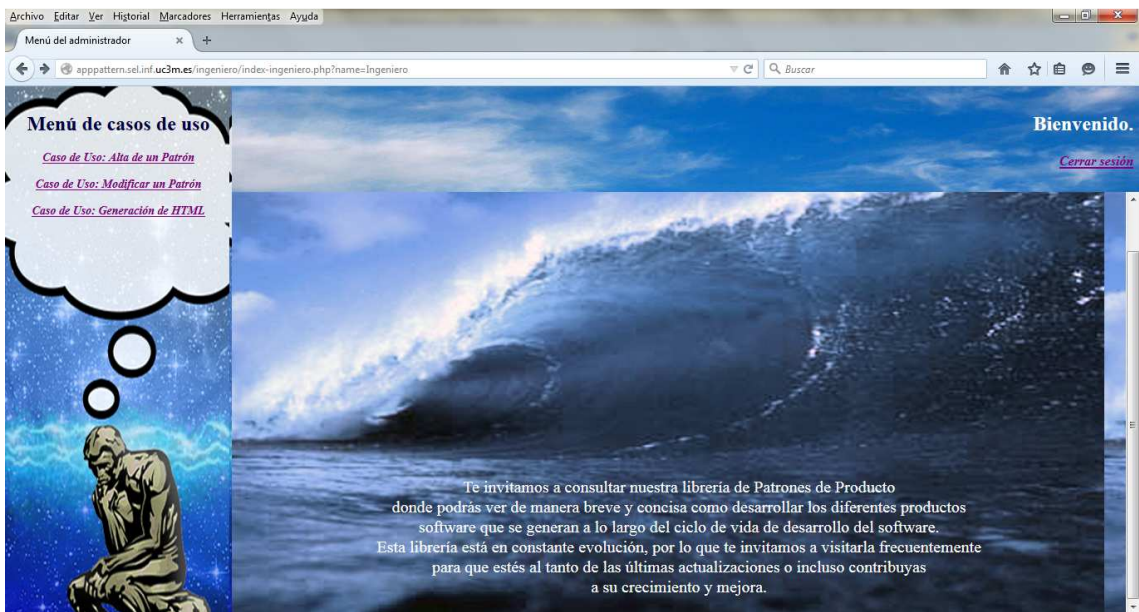 Archivo Editar Ver Historial Marcadores Herramientas Ayuda
Menú del administrador × +
apppattern.sel.inf.uc3m.es/ingeniero/index-ingeniero.php?name=Ingeniero
Buscar
Menú de casos de uso
Caso de Uso: Alta de un Patrón
Caso de Uso: Modificar un Patrón
Caso de Uso: Generación de HTML
Bienvenido.
Cerrar sesión
Te invitamos a consultar nuestra librería de Patrones de Producto
donde podrás ver de manera breve y concisa como desarrollar los diferentes productos
software que se generan a lo largo del ciclo de vida de desarrollo del software.
Esta librería está en constante evolución, por lo que te invitamos a visitarla frecuentemente
para que estés al tanto de las últimas actualizaciones o incluso contribuyas
a su crecimiento y mejora.